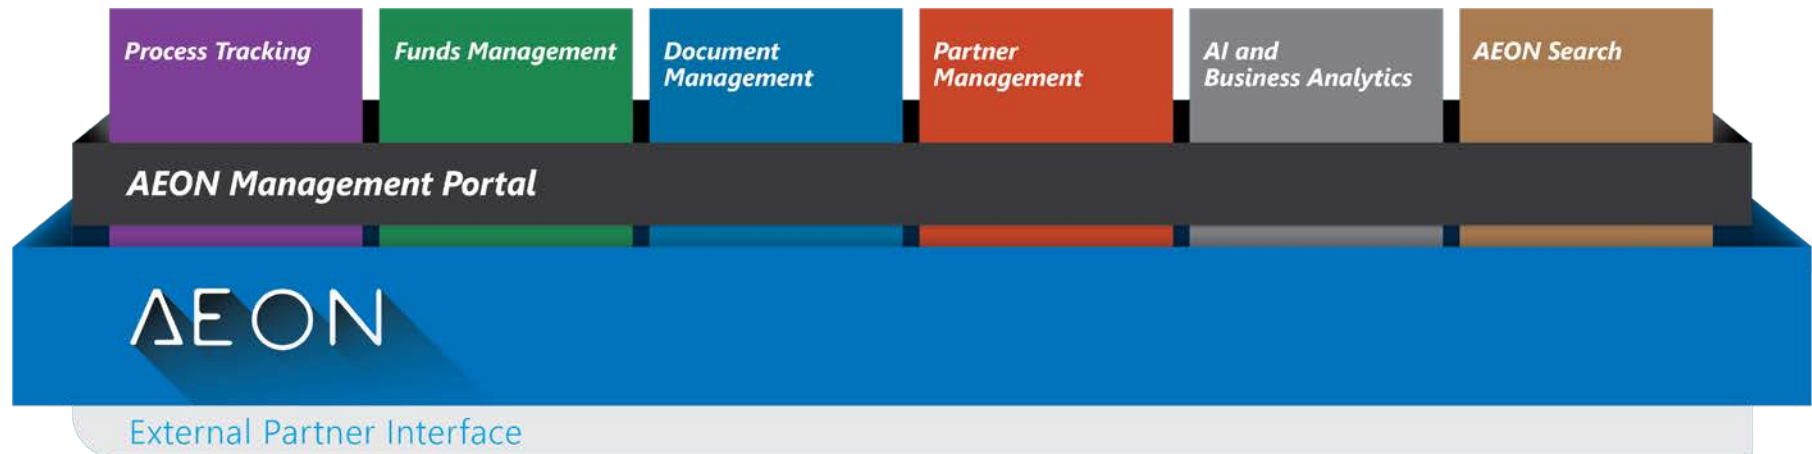 Process Tracking
Funds Management
Document
Management
Partner
Management
AI and
Business Analytics
AEON Search
AEON Management Portal
AEON
External Partner Interface